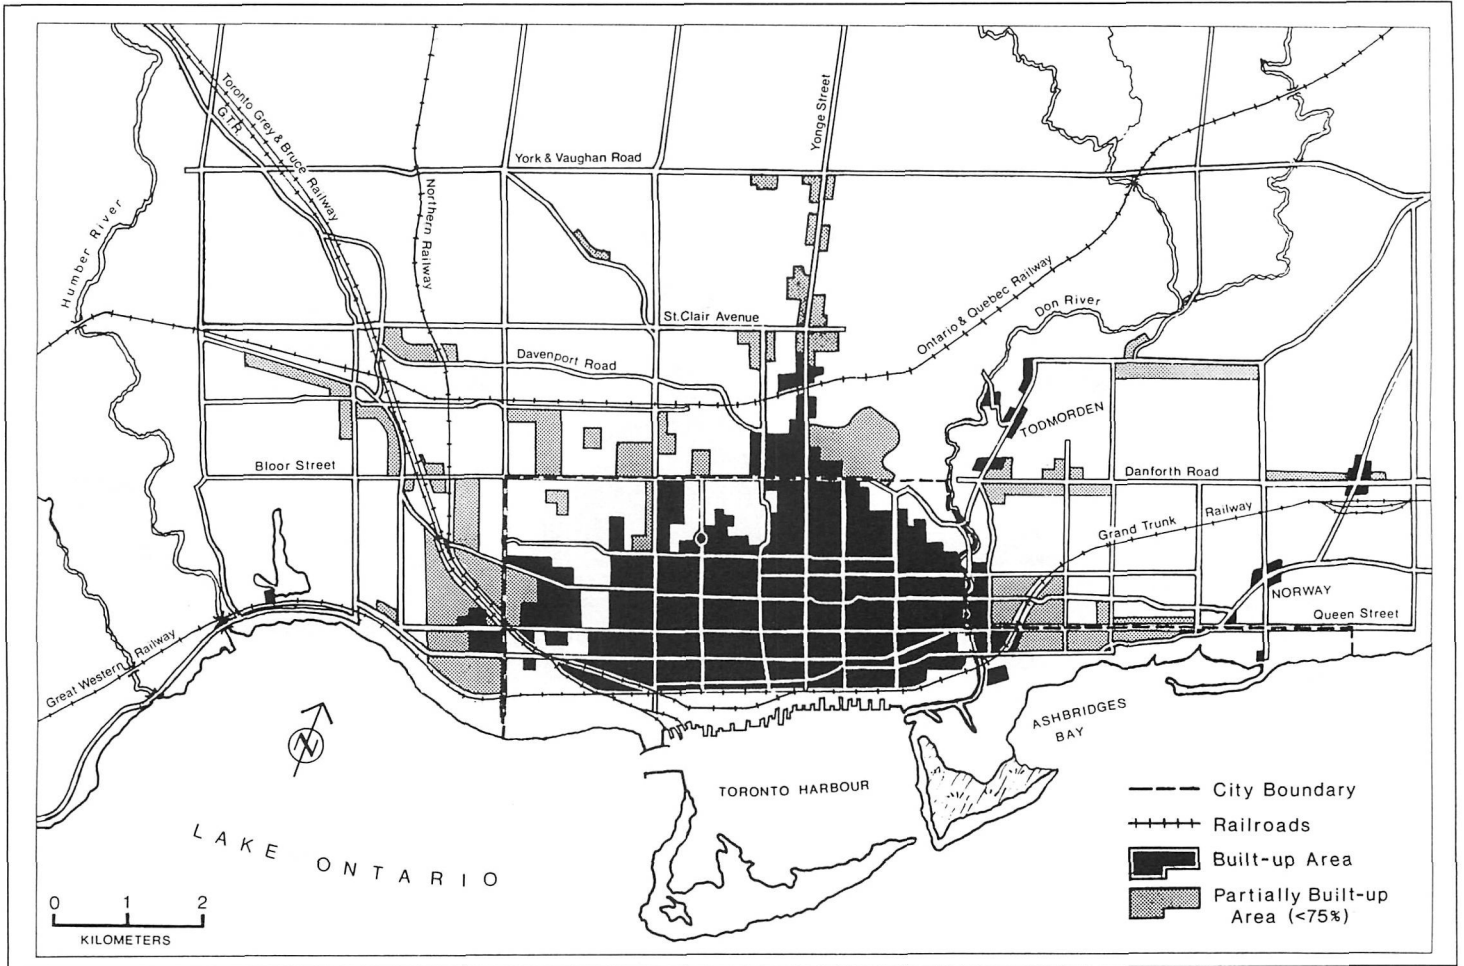 Toronto Grey & Bruce Railway
G.T.R.
Yonge Street
York & Vaughan Road
Northern Railway
Humber River
Ontario & Quebec Railway
Don River
St. Clair Avenue
Davenport Road
TODMORDEN
Bloor Street
Danforth Road
Grand Trunk Railway
NORWAY
Queen Street
Great Western Railway
N
ASHBRIDGES
BAY
TORONTO HARBOUR
LAKE ONTARIO
0 1 2
KILOMETERS
City Boundary
Railroads
Built-up Area
Partially Built-up
Area (<75%)